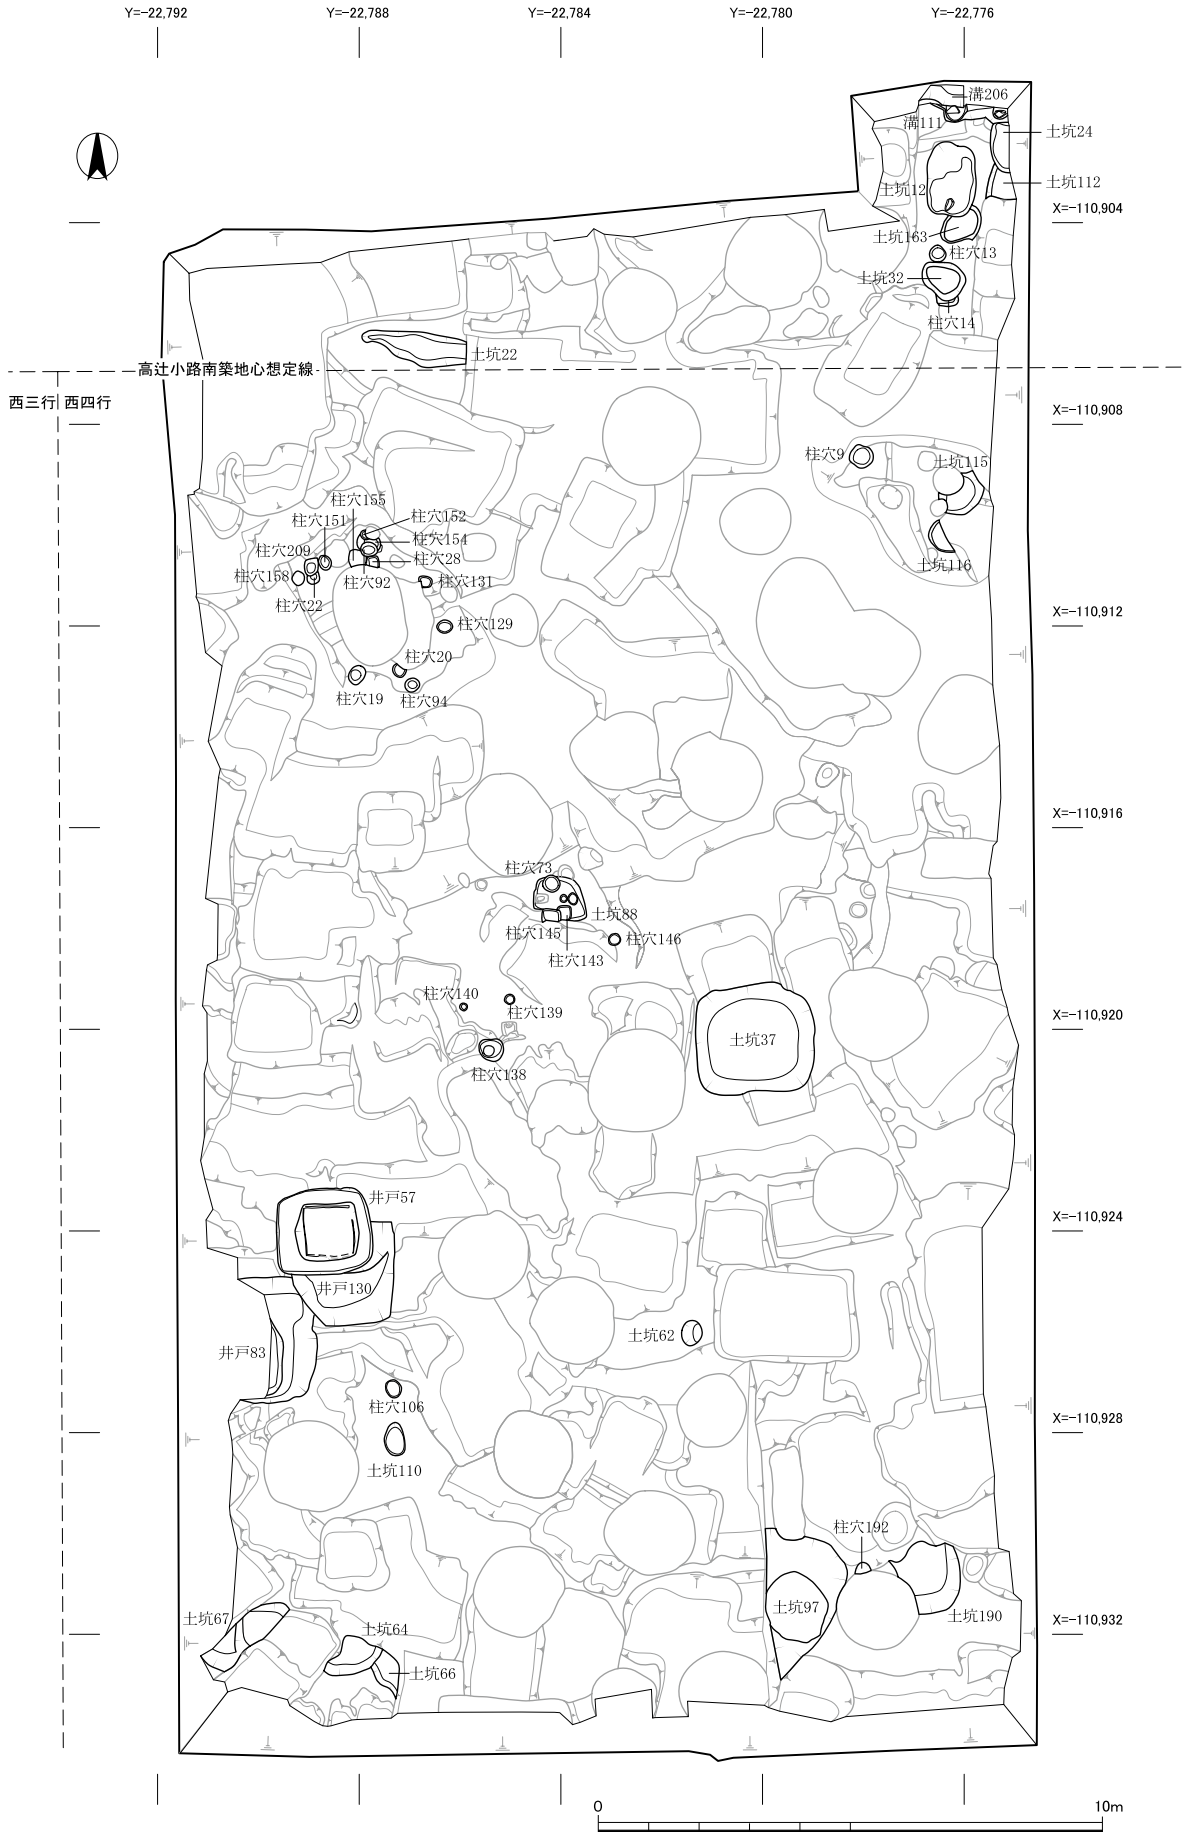 Y=-22,792
Y=-22,788
Y=-22,784
Y=-22,780
Y=-22,776
溝206
溝111
土坑24
土坑12
土坑112
X=-110,904
土坑163
柱穴13
土坑32
柱穴14
土坑22
高辻小路南築地心想定線
西三行
西四行
X=-110,908
柱穴9
土坑115
柱穴155
柱穴152
柱穴151
柱穴154
柱穴209
柱穴28
柱穴158
柱穴92
柱穴131
土坑116
柱穴22
X=-110,912
柱穴129
柱穴20
柱穴19
柱穴94
X=-110,916
柱穴73
土坑88
柱穴145
柱穴146
柱穴143
柱穴140
柱穴139
X=-110,920
土坑37
柱穴138
井戸57
X=-110,924
井戸130
土坑62
井戸83
柱穴106
X=-110,928
土坑110
柱穴192
土坑97
土坑67
土坑190
X=-110,932
土坑64
土坑66
0
10m